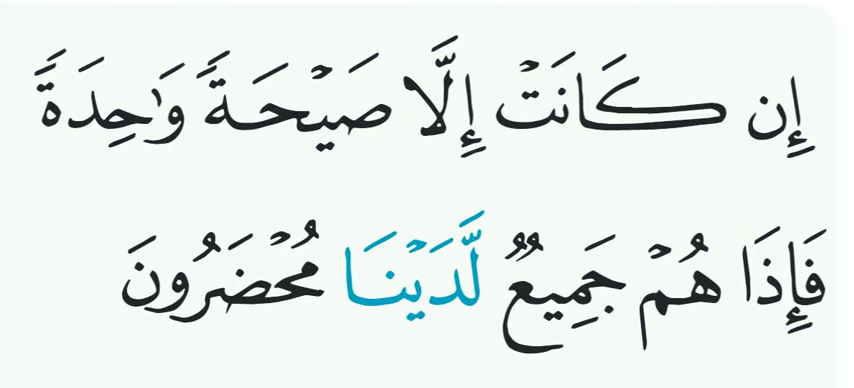 إِن كَانَتْ إِلَّا صَيْحَةً وَٰحِدَةً
فَإِذَا هُمْ جَمِيعٌ لَّدَيْنَا مُحْضَرُونَ